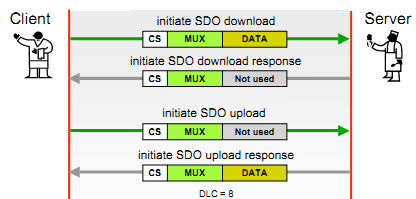 Client
Server
initiate SDO download
CS MUX DATA
initiate SDO download response
CS MUX Not used
initiate SDO upload
CS MUX Not used
initiate SDO upload response
CS MUX DATA
DLC = 8